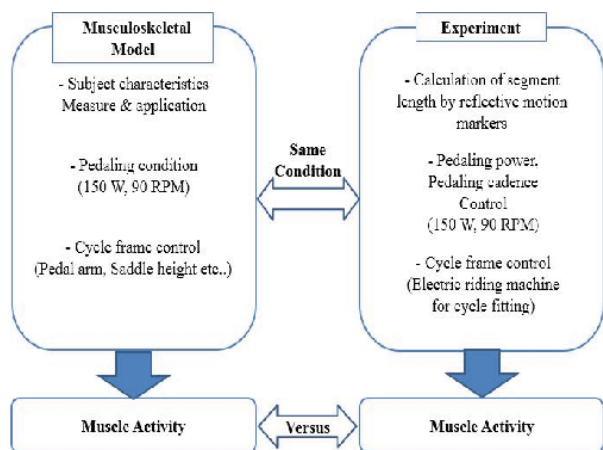 Musculoskeletal
Model
- Subject characteristics
Measure & application
- Pedaling condition
(150 W, 90 RPM)
- Cycle frame control
(Pedal arm, Saddle height etc..)
Same
Condition
Experiment
- Calculation of segment
length by reflective motion
markers
- Pedaling power.
Pedaling cadence
Control
(150 W, 90 RPM)
- Cycle frame control
(Electric riding machine
for cycle fitting)
Muscle Activity
Versus
Muscle Activity